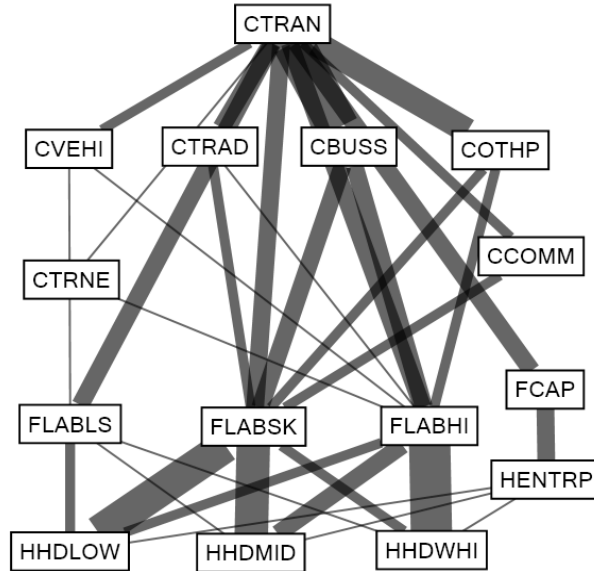 CTRAN
CVEHI
CTRAD
CBUSS
COTHP
CCOMM
CTRNE
FCAP
FLABLS
FLABSK
FLABHI
HENTRP
HHDLOW
HHDMID
HHDWHI